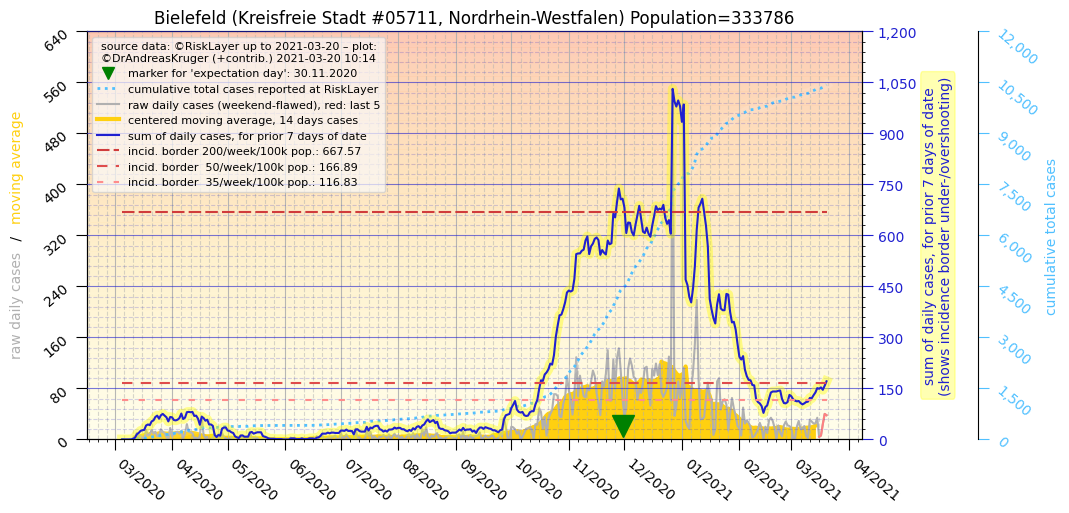 Bielefeld (Kreisfreie Stadt #05711, Nordrhein-Westfalen) Population=333786
source data: ©RiskLayer up to 2021-03-20 – plot:
©DrAndreasKruger (+contrib.) 2021-03-20 10:14
marker for 'expectation day': 30.11.2020
cumulative total cases reported at RiskLayer
raw daily cases (weekend-flawed), red: last 5
centered moving average, 14 days cases
sum of daily cases, for prior 7 days of date
incid. border 200/week/100k pop.: 667.57
incid. border  50/week/100k pop.: 166.89
incid. border  35/week/100k pop.: 116.83
raw daily cases  /  moving average
640
560
480
400
320
240
160
80
0
03/2020
04/2020
05/2020
06/2020
07/2020
08/2020
09/2020
10/2020
11/2020
12/2020
01/2021
02/2021
03/2021
04/2021
1,200
1,050
900
750
600
450
300
150
0
sum of daily cases, for prior 7 days of date
(shows incidence border under-/overshooting)
12,000
10,500
9,000
7,500
6,000
4,500
3,000
1,500
0
cumulative total cases